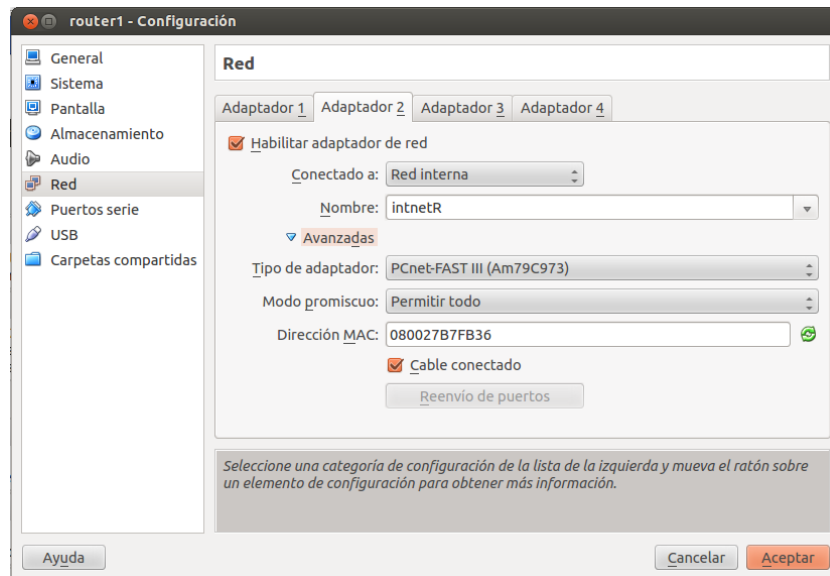 router1 - Configuración
General
Sistema
Pantalla
Almacenamiento
Audio
Red
Puertos serie
USB
Carpetas compartidas
Red
Adaptador 1 Adaptador 2 Adaptador 3 Adaptador 4
Habilitar adaptador de red
Conectado a: Red interna
Nombre: intnetR
Avanzadas
Tipo de adaptador: PCnet-FAST III (Am79C973)
Modo promiscuo: Permitir todo
Dirección MAC: 080027B7FB36
Cable conectado
Reenvío de puertos
Seleccione una categoría de configuración de la lista de la izquierda y mueva el ratón sobre
un elemento de configuración para obtener más información.
Ayuda Cancelar Aceptar